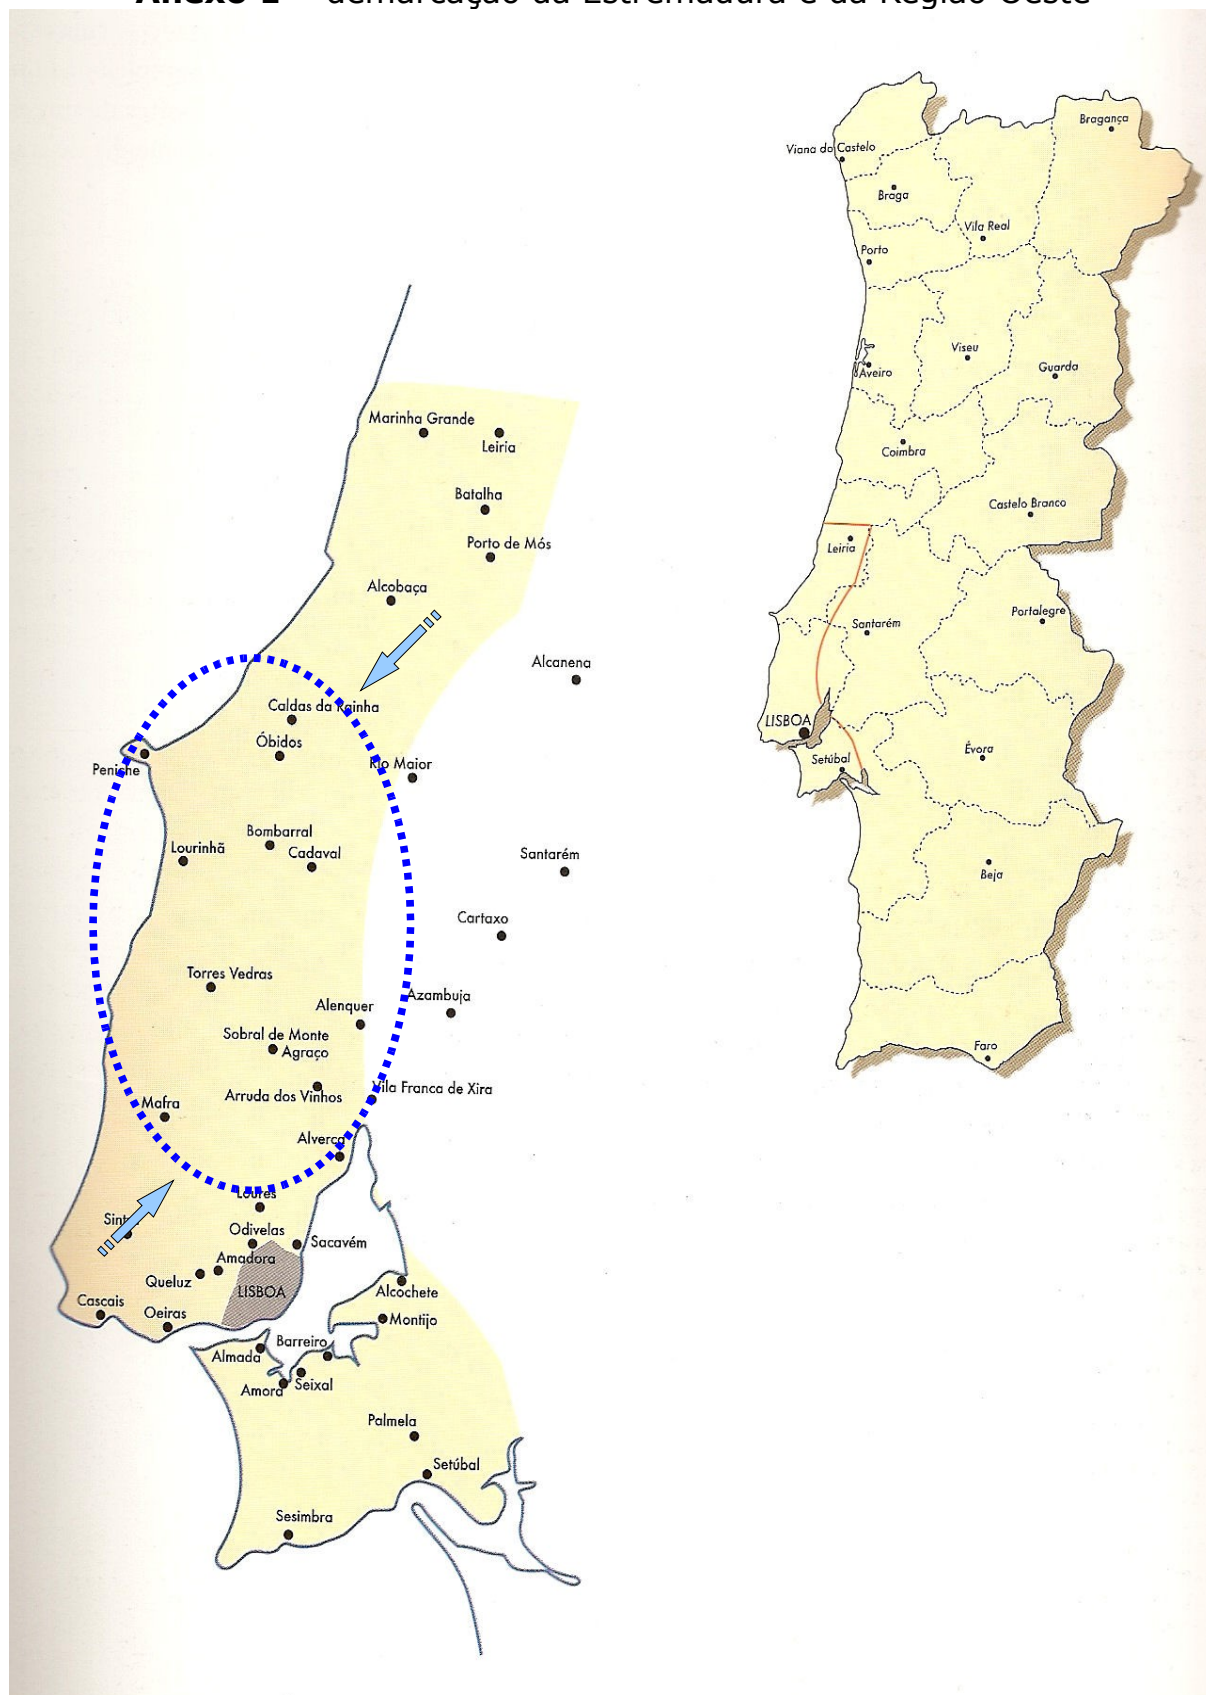 Anexo 1 – demarcação da Estremadura e da Região Oeste
Bragança
Viana do Castelo
Braga
Vila Real
Porto
Viseu
Guarda
Aveiro
Coimbra
Castelo Branco
Leiria
Portalegre
Santarém
LISBOA
Évora
Setúbal
Beja
Faro
Marinha Grande
Leiria
Batalha
Porto de Mós
Alcobaça
Alcanena
Caldas da Rainha
Óbidos
Peniche
Rio Maior
Bombarral
Lourinhã
Cadaval
Santarém
Cartaxo
Torres Vedras
Azambuja
Alenquer
Sobral de Monte
Agraço
Arruda dos Vinhos
Vila Franca de Xira
Mafra
Alverca
Loures
Sintra
Odivelas
Sacavém
Amadora
Queluz
LISBOA
Alcochete
Cascais
Oeiras
Montijo
Barreiro
Almada
Amora
Seixal
Palmela
Setúbal
Sesimbra